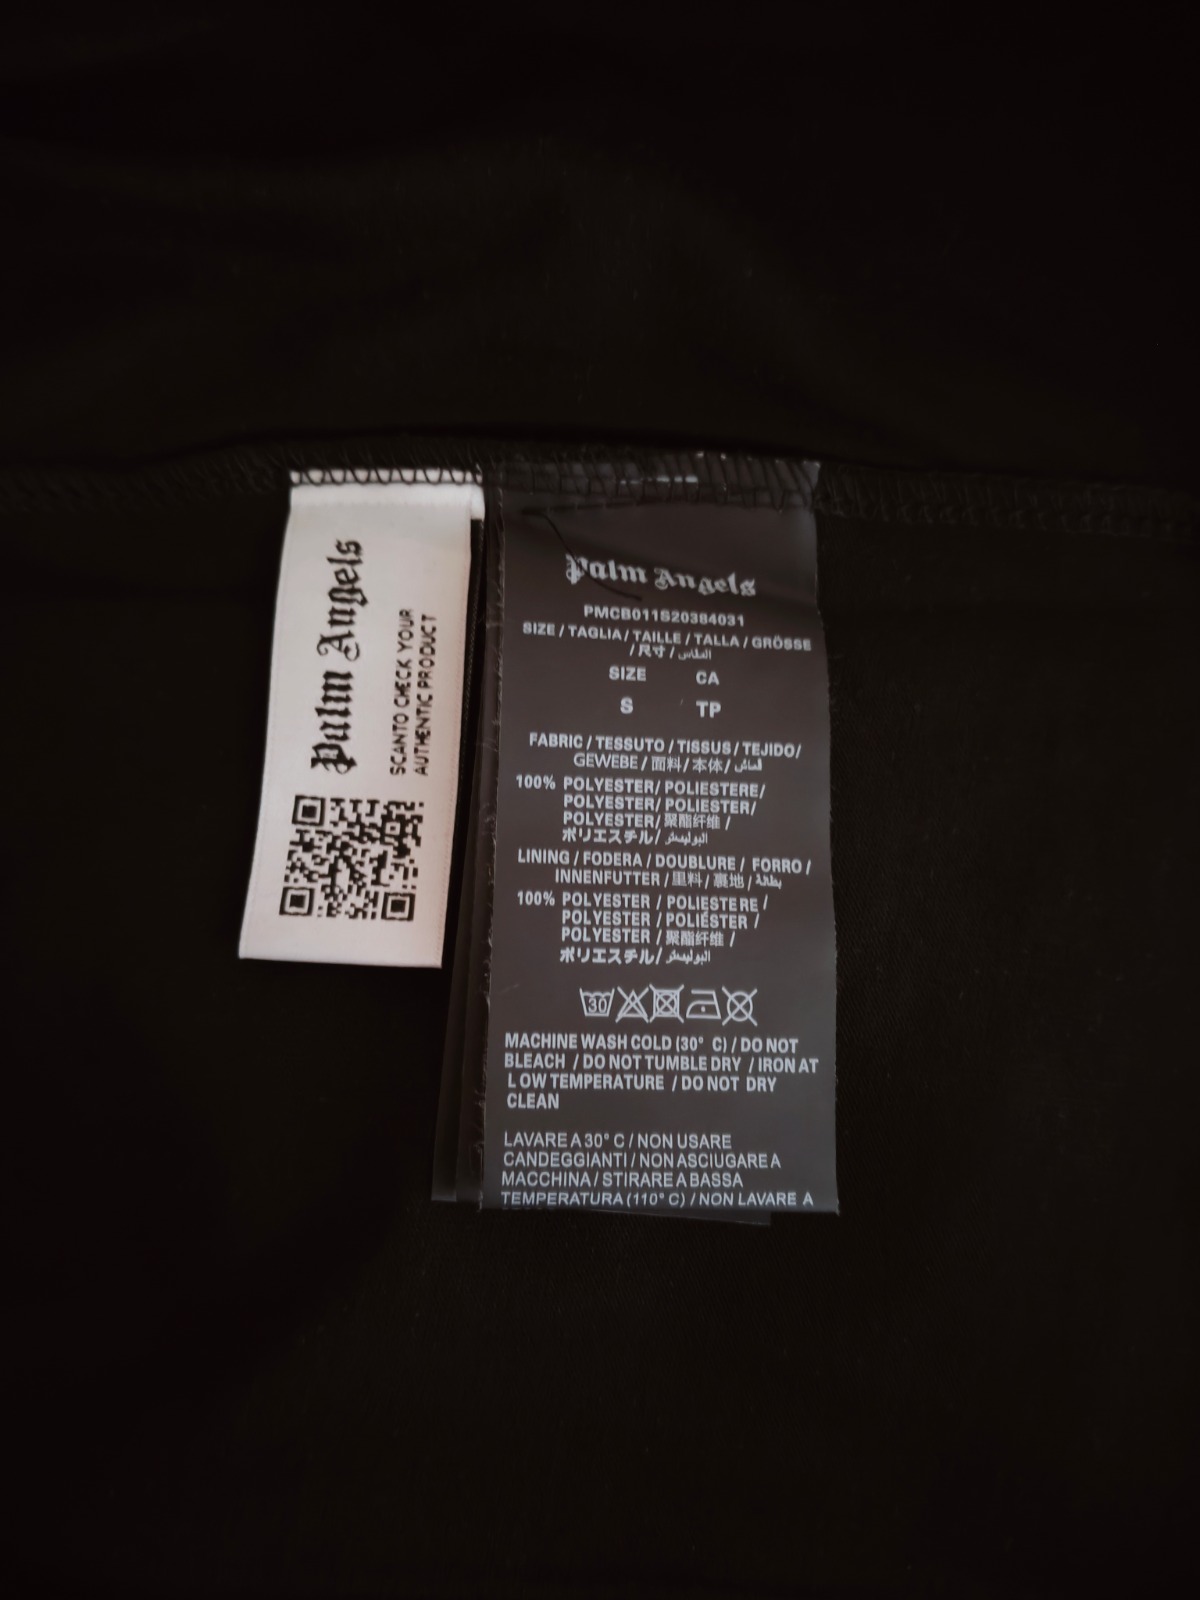 Palm Angels
SCANTO CHECK YOUR
AUTHENTIC PRODUCT
Palm Angels
PMCB011S20384031
SIZE / TAGLIA / TAILLE / TALLA / GRÖSSE
/ 尺寸 / المقاس
SIZE CA
S TP
FABRIC / TESSUTO / TISSUS / TEJIDO/
GEWEBE / 面料 / 本体 / قماش
100% POLYESTER/ POLIESTERE/
POLYESTER/ POLIESTER/
POLYESTER/ 聚酯纤维 /
ポリエステル/ البوليستر
LINING / FODERA / DOUBLURE / FORRO /
INNENFUTTER / 里料 / 裏地 / بطانة
100% POLYESTER / POLIESTERE /
POLYESTER / POLIÉSTER /
POLYESTER / 聚酯纤维 /
ポリエステル/ البوليستر
30
MACHINE WASH COLD (30° C) / DO NOT
BLEACH / DO NOT TUMBLE DRY / IRON AT
LOW TEMPERATURE / DO NOT DRY
CLEAN
LAVARE A 30° C / NON USARE
CANDEGGIANTI / NON ASCIUGARE A
MACCHINA / STIRARE A BASSA
TEMPERATURA (110° C) / NON LAVARE A